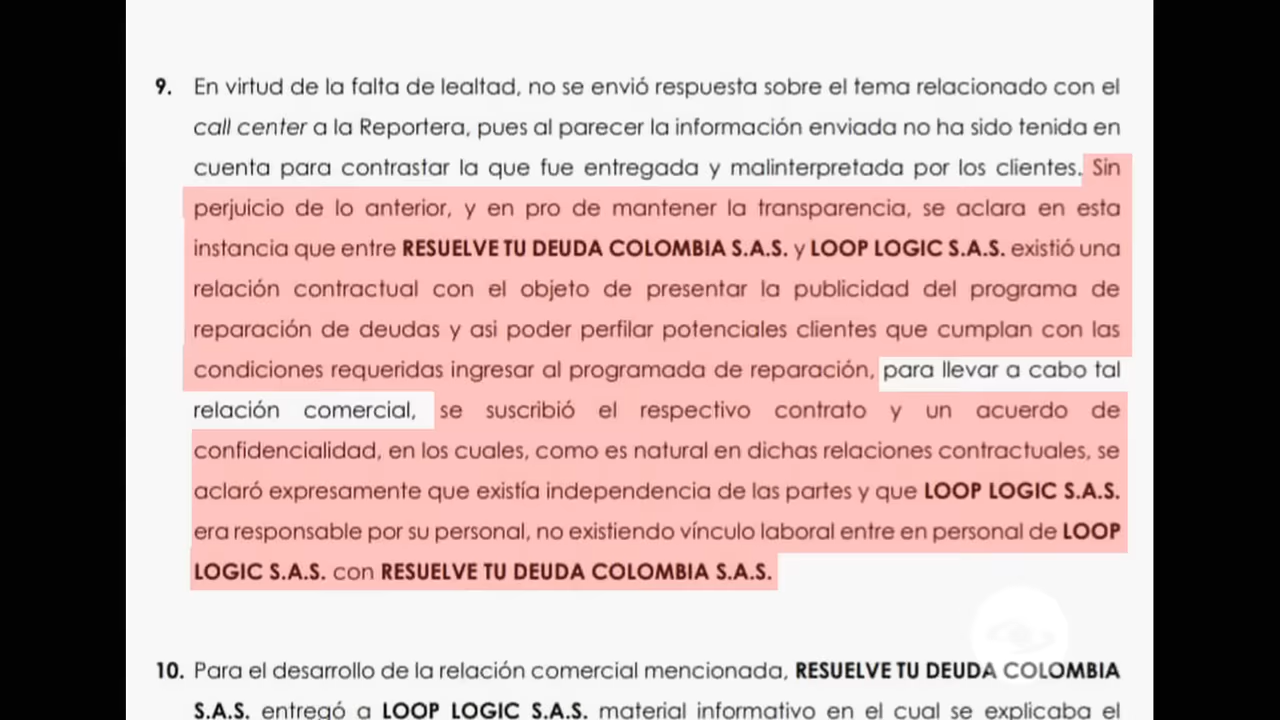 9. En virtud de la falta de lealtad, no se envió respuesta sobre el tema relacionado con el
call center a la Reportera, pues al parecer la información enviada no ha sido tenida en
cuenta para contrastar la que fue entregada y malinterpretada por los clientes. Sin
perjuicio de lo anterior, y en pro de mantener la transparencia, se aclara en esta
instancia que entre RESUELVE TU DEUDA COLOMBIA S.A.S. y LOOP LOGIC S.A.S. existió una
relación contractual con el objeto de presentar la publicidad del programa de
reparación de deudas y asi poder perfilar potenciales clientes que cumplan con las
condiciones requeridas ingresar al programada de reparación, para llevar a cabo tal
relación comercial, se suscribió el respectivo contrato y un acuerdo de
confidencialidad, en los cuales, como es natural en dichas relaciones contractuales, se
aclaró expresamente que existía independencia de las partes y que LOOP LOGIC S.A.S.
era responsable por su personal, no existiendo vínculo laboral entre en personal de LOOP
LOGIC S.A.S. con RESUELVE TU DEUDA COLOMBIA S.A.S.
10. Para el desarrollo de la relación comercial mencionada, RESUELVE TU DEUDA COLOMBIA
S.A.S. entregó a LOOP LOGIC S.A.S. material informativo en el cual se explicaba el